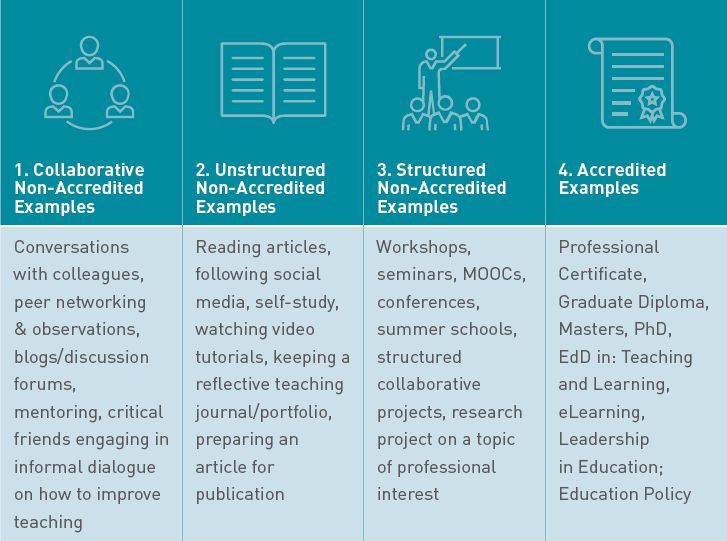 1. Collaborative
Non-Accredited
Examples
Conversations
with colleagues,
peer networking
& observations,
blogs/discussion
forums,
mentoring, critical
friends engaging in
informal dialogue
on how to improve
teaching
2. Unstructured
Non-Accredited
Examples
Reading articles,
following social
media, self-study,
watching video
tutorials, keeping a
reflective teaching
journal/portfolio,
preparing an
article for
publication
3. Structured
Non-Accredited
Examples
Workshops,
seminars, MOOCs,
conferences,
summer schools,
structured
collaborative
projects, research
project on a topic
of professional
interest
4. Accredited
Examples
Professional
Certificate,
Graduate Diploma,
Masters, PhD,
EdD in: Teaching
and Learning,
eLearning,
Leadership
in Education;
Education Policy